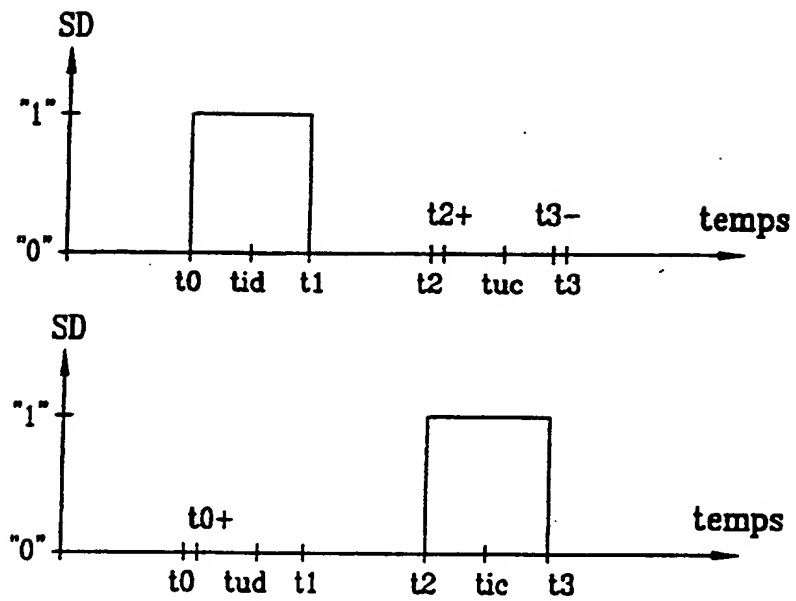 SD
"1"
t2+ t3-
temps
"0"
t0 tid t1 t2 tuc t3
SD
"1"
t0+
temps
"0"
t0 tud t1 t2 tic t3